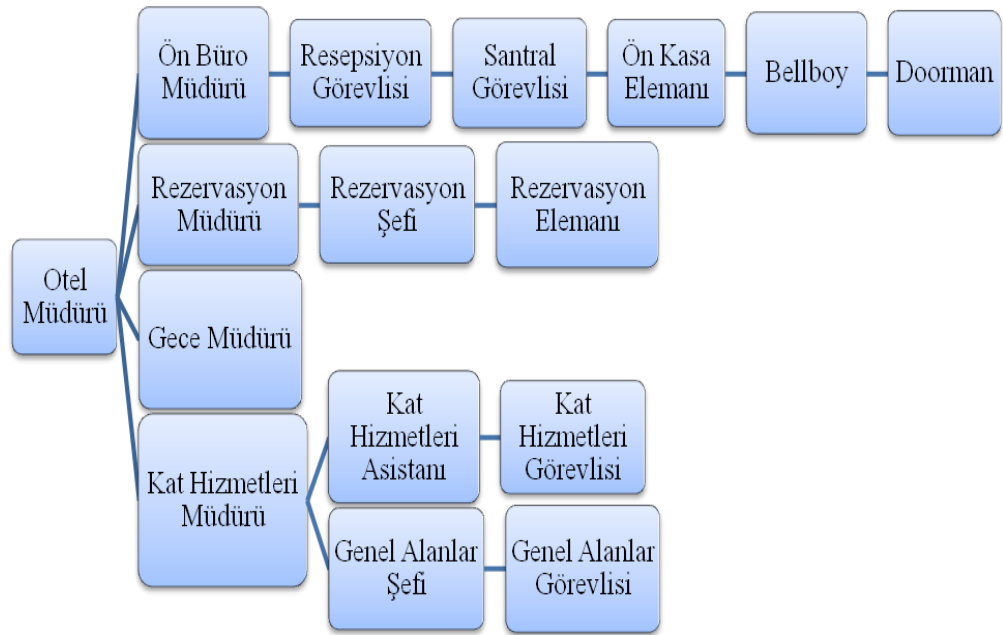 Ön Büro
Müdürü
Resepsiyon
Görevlisi
Santral
Görevlisi
Ön Kasa
Elemanı
Bellboy
Doorman
Rezervasyon
Müdürü
Rezervasyon
Şefi
Rezervasyon
Elemanı
Otel
Müdürü
Gece Müdürü
Kat Hizmetleri
Müdürü
Kat
Hizmetleri
Asistanı
Kat
Hizmetleri
Görevlisi
Genel Alanlar
Şefi
Genel Alanlar
Görevlisi